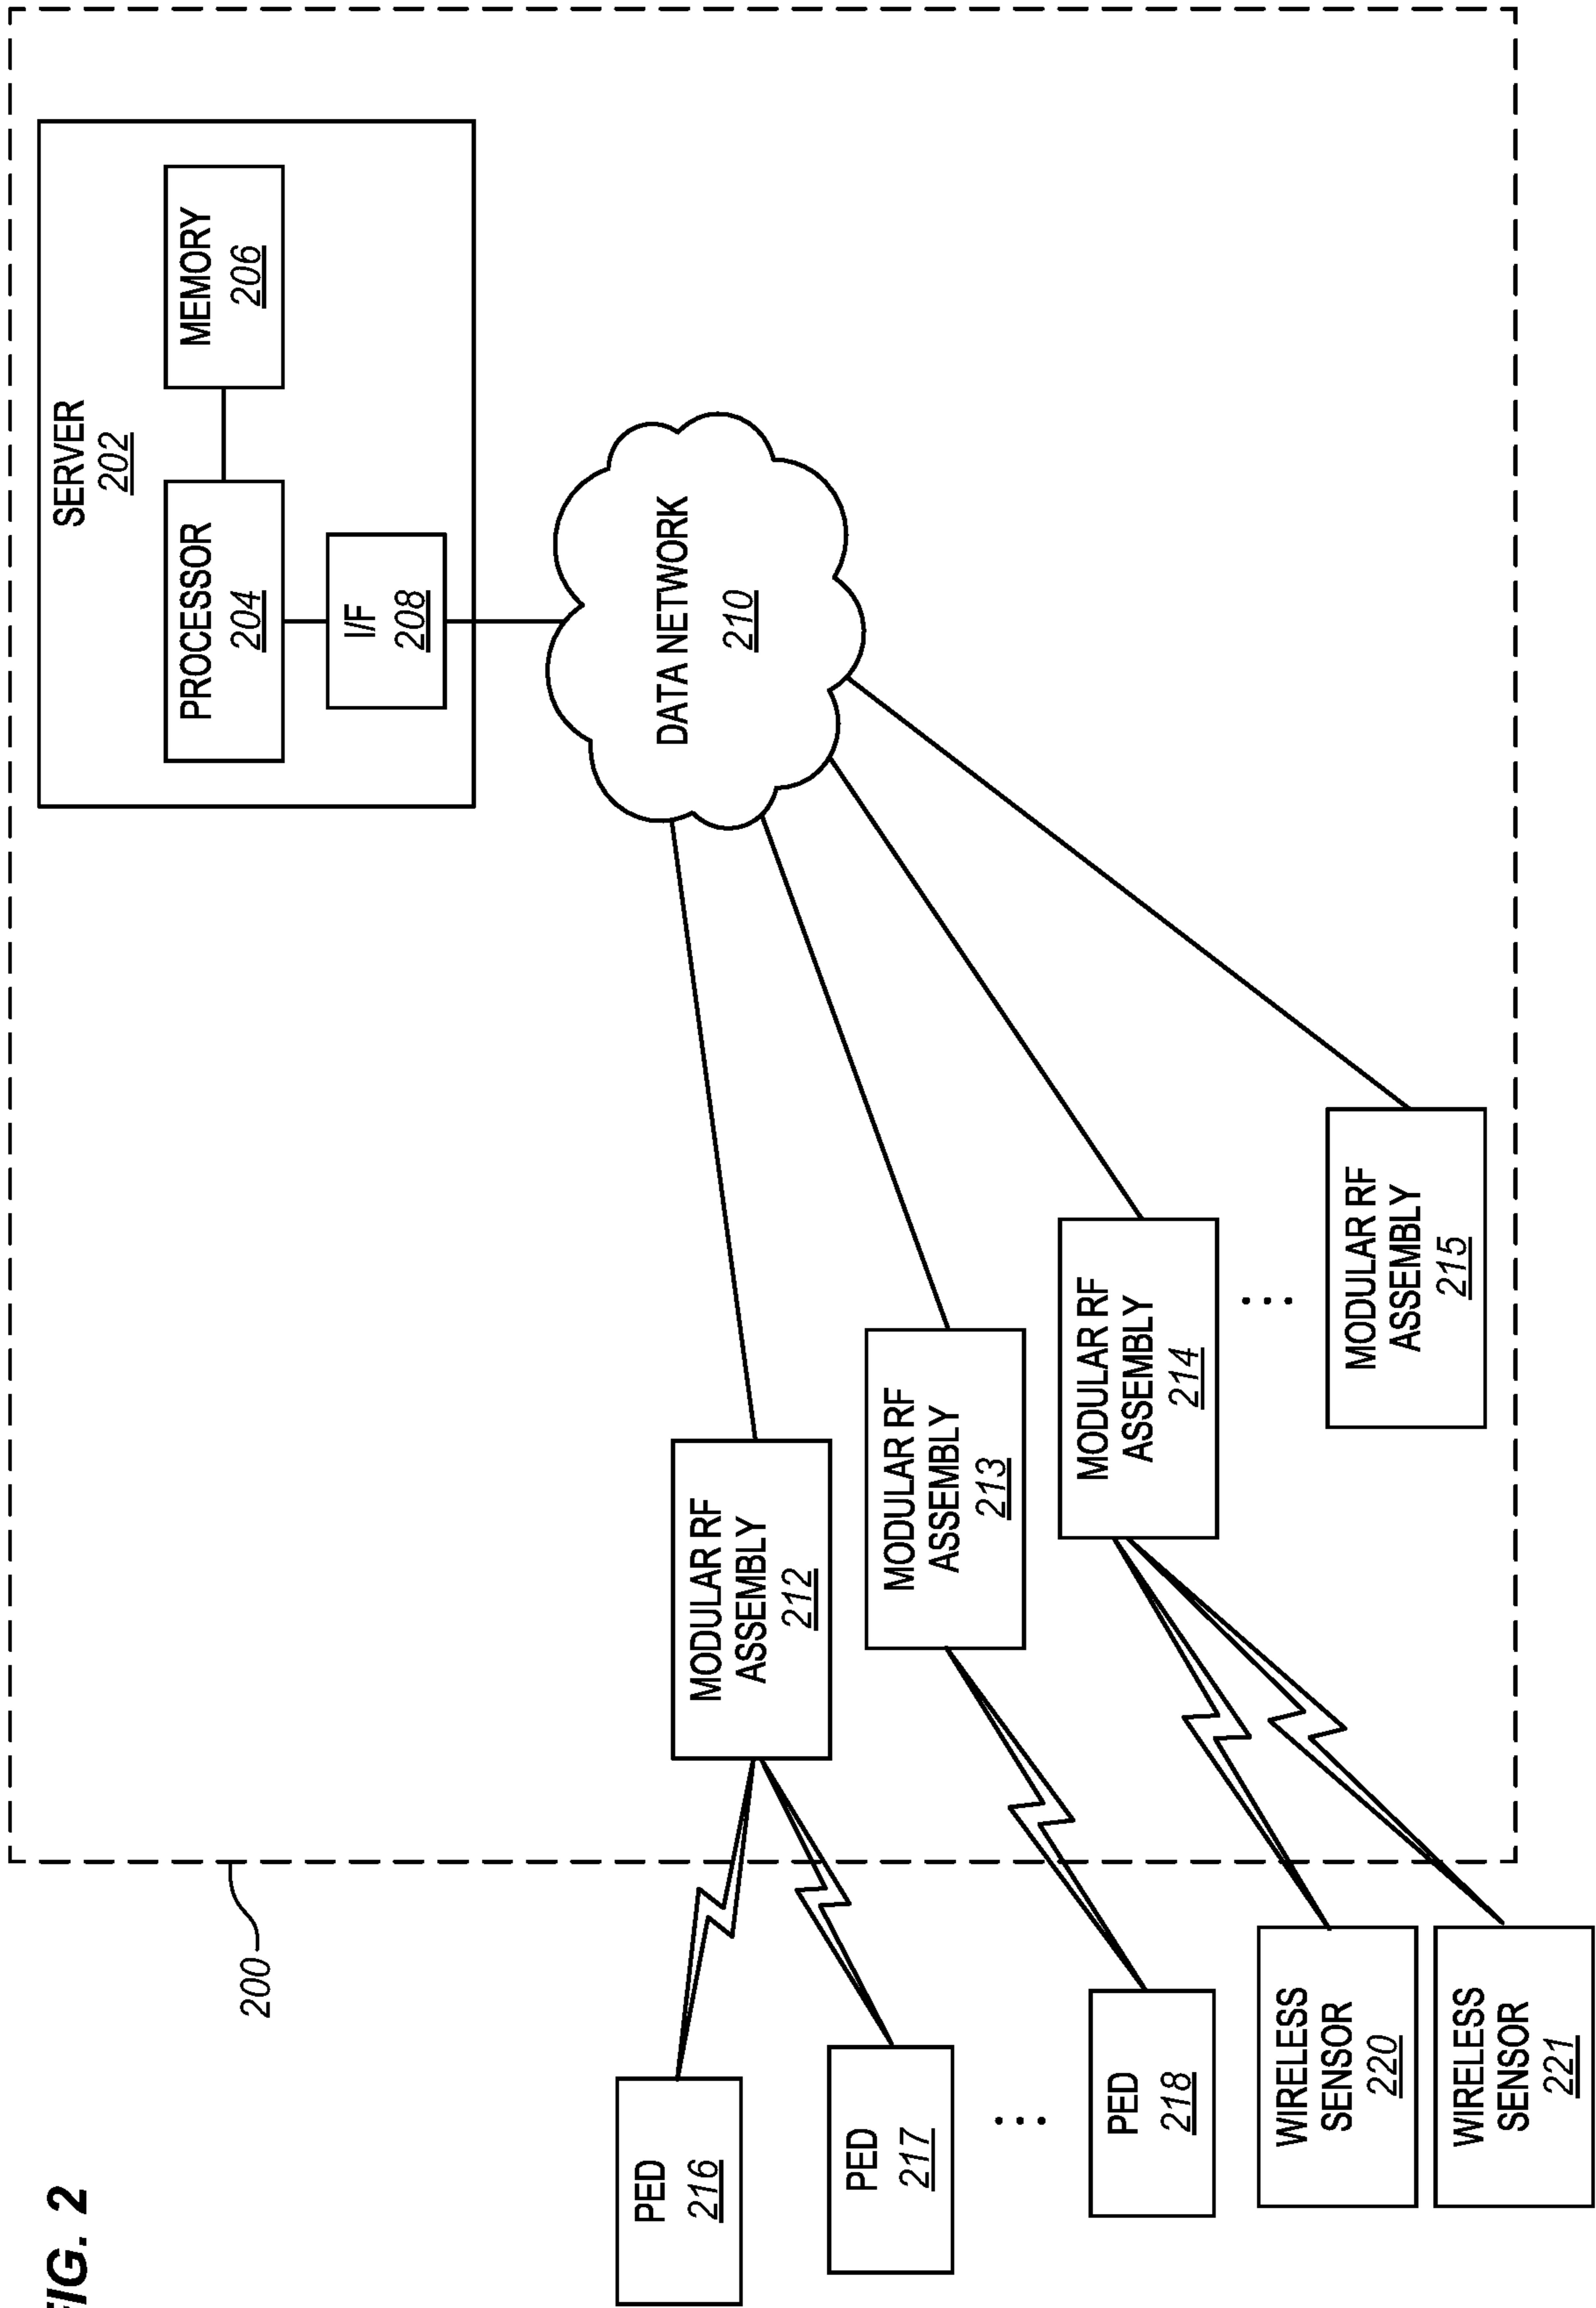 FIG. 2
200
SERVER
202
PROCESSOR
204
MEMORY
206
I/F
208
DATA NETWORK
210
MODULAR RF
ASSEMBLY
212
MODULAR RF
ASSEMBLY
213
MODULAR RF
ASSEMBLY
214
...
MODULAR RF
ASSEMBLY
215
PED
216
PED
217
...
PED
218
WIRELESS
SENSOR
220
WIRELESS
SENSOR
221